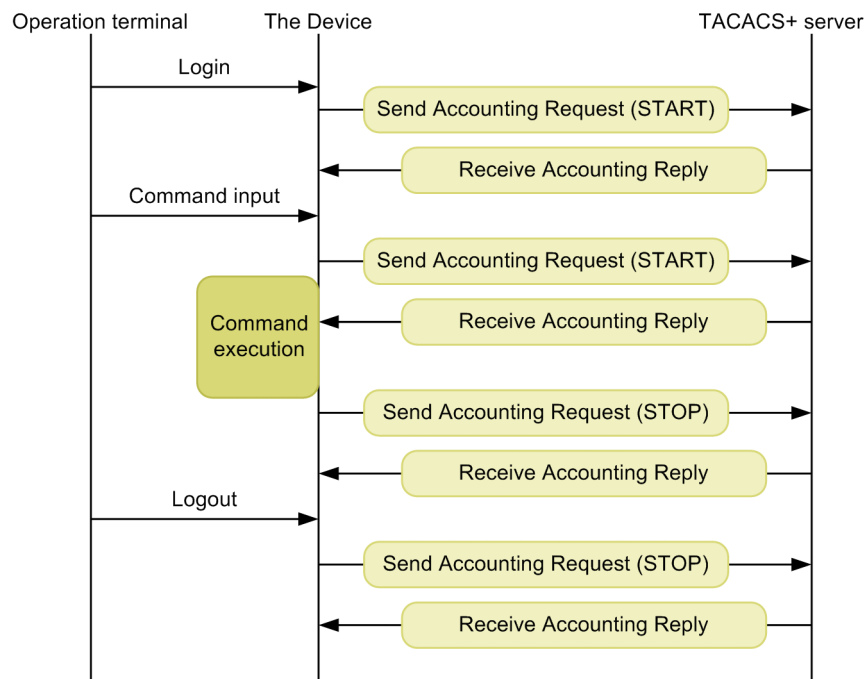 Operation terminal
The Device
TACACS+ server
Login
Send Accounting Request (START)
Receive Accounting Reply
Command input
Send Accounting Request (START)
Command
execution
Receive Accounting Reply
Send Accounting Request (STOP)
Receive Accounting Reply
Logout
Send Accounting Request (STOP)
Receive Accounting Reply